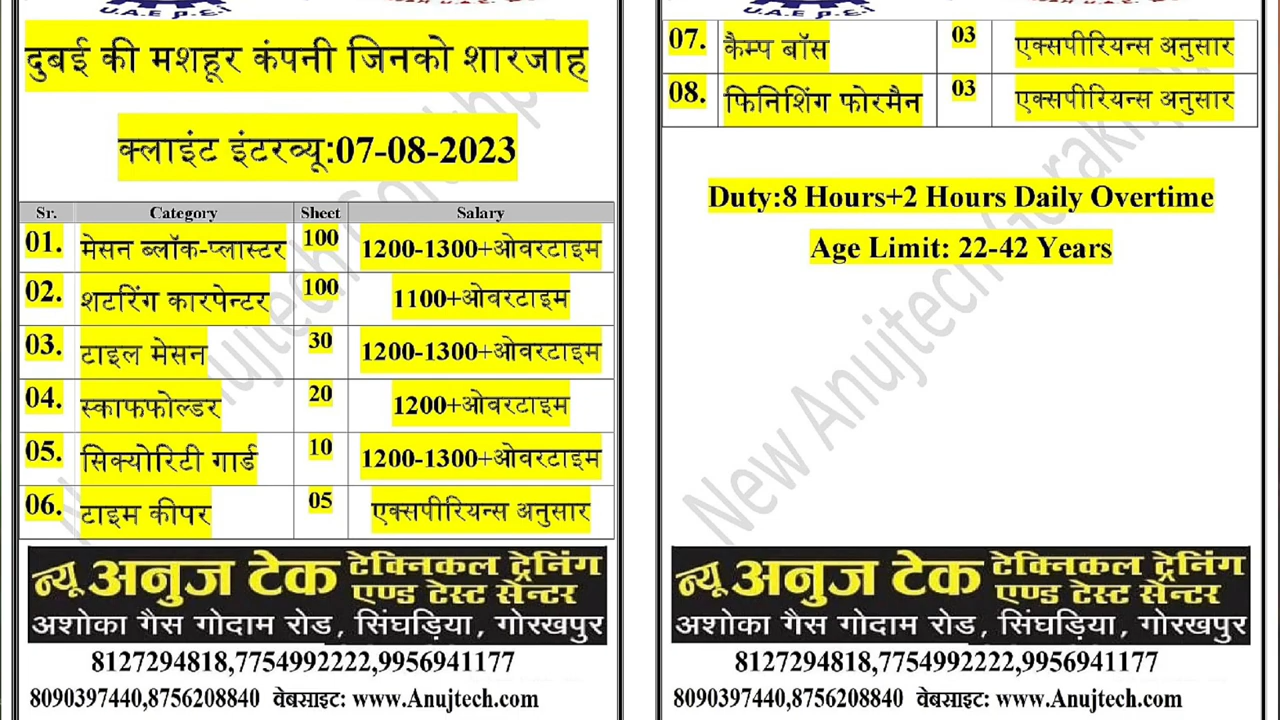 U.A.E p.E.I
दुबई की मशहूर कंपनी जिनको शारजाह
क्लाइंट इंटरव्यू:07-08-2023
Sr. Category Sheet Salary
01. मेसन ब्लॉक-प्लास्टर 100 1200-1300+ओवरटाइम
02. शटरिंग कारपेन्टर 100 1100+ओवरटाइम
03. टाइल मेसन 30 1200-1300+ओवरटाइम
04. स्काफफोल्डर 20 1200+ओवरटाइम
05. सिक्योरिटी गार्ड 10 1200-1300+ओवरटाइम
06. टाइम कीपर 05 एक्सपीरियन्स अनुसार
न्यू अनुज टेक टेक्निकल ट्रेनिंग
एण्ड टेस्ट सेन्टर
अशोका गैस गोदाम रोड, सिंघड़िया, गोरखपुर
8127294818,7754992222,9956941177
8090397440,8756208840 वेबसाइट: www.Anujtech.com
U.A.E p.E.I
07. कैम्प बॉस 03 एक्सपीरियन्स अनुसार
08. फिनिशिंग फोरमैन 03 एक्सपीरियन्स अनुसार
Duty:8 Hours+2 Hours Daily Overtime
Age Limit: 22-42 Years
New Anujtech Gorakhp
न्यू अनुज टेक टेक्निकल ट्रेनिंग
एण्ड टेस्ट सेन्टर
अशोका गैस गोदाम रोड, सिंघड़िया, गोरखपुर
8127294818,7754992222,9956941177
8090397440,8756208840 वेबसाइट: www.Anujtech.com